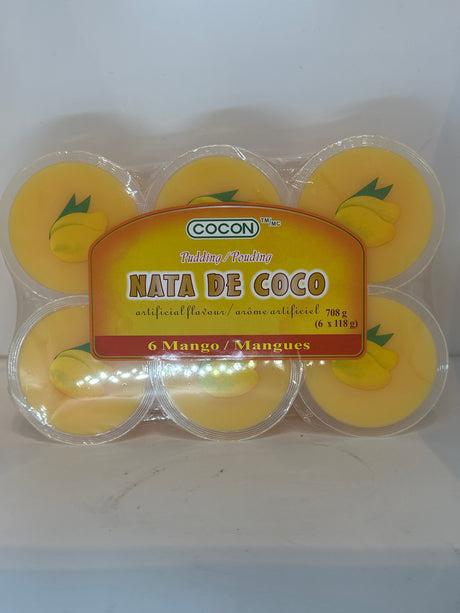 COCON TM/MC
Pudding / Pouding
NATA DE COCO
artificial flavour / arôme artificiel
708 g
(6 x 118 g)
6 Mango / Mangues